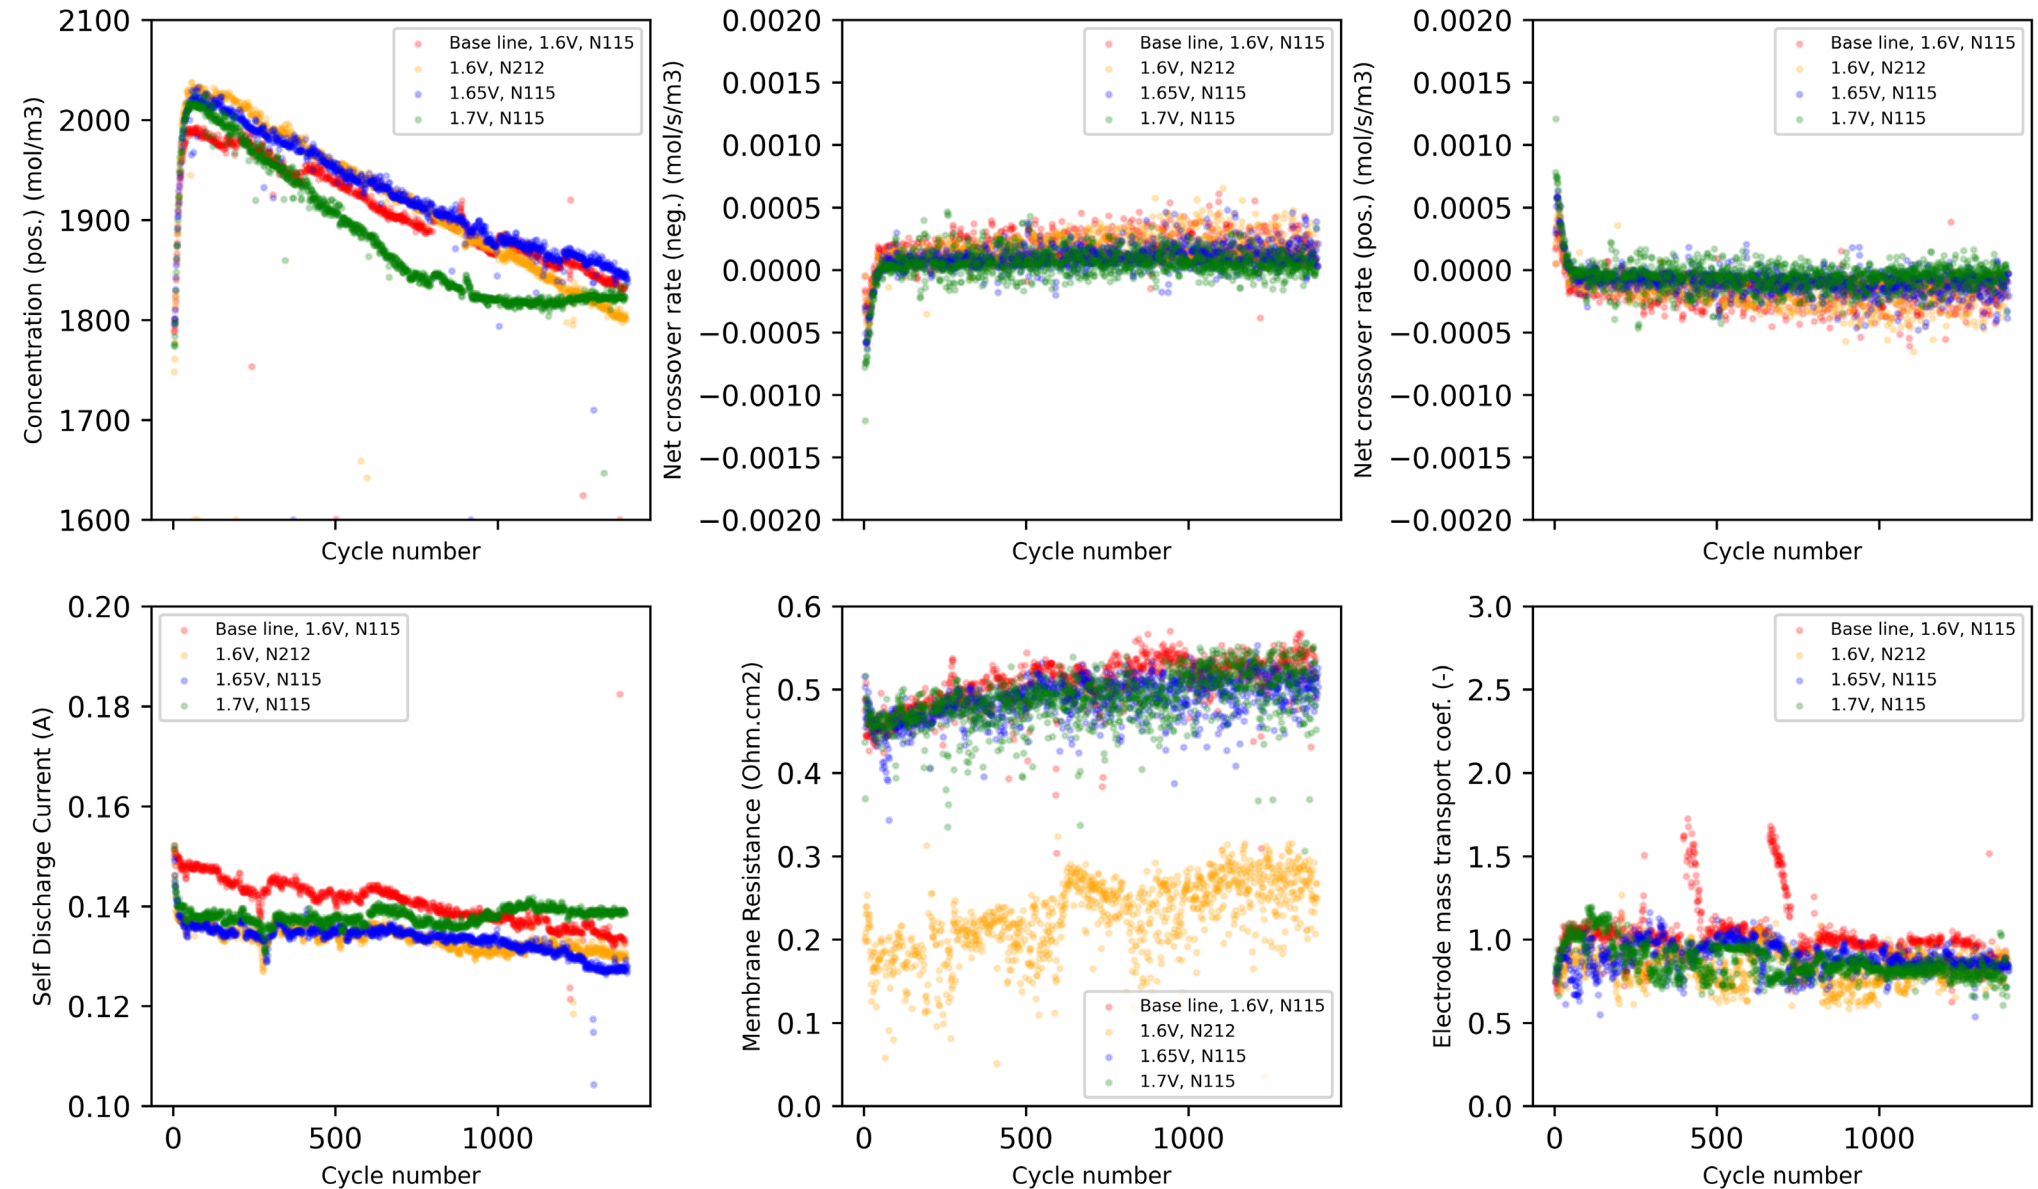 2100
2000
1900
1800
1700
1600
Concentration (pos.) (mol/m3)
Base line, 1.6V, N115
1.6V, N212
1.65V, N115
1.7V, N115
Cycle number
0.0020
0.0015
0.0010
0.0005
0.0000
−0.0005
−0.0010
−0.0015
−0.0020
Net crossover rate (neg.) (mol/s/m3)
Base line, 1.6V, N115
1.6V, N212
1.65V, N115
1.7V, N115
Cycle number
0.0020
0.0015
0.0010
0.0005
0.0000
−0.0005
−0.0010
−0.0015
−0.0020
Net crossover rate (pos.) (mol/s/m3)
Base line, 1.6V, N115
1.6V, N212
1.65V, N115
1.7V, N115
Cycle number
0.20
0.18
0.16
0.14
0.12
0.10
Self Discharge Current (A)
Base line, 1.6V, N115
1.6V, N212
1.65V, N115
1.7V, N115
0 500 1000
Cycle number
0.6
0.5
0.4
0.3
0.2
0.1
0.0
Membrane Resistance (Ohm.cm2)
Base line, 1.6V, N115
1.6V, N212
1.65V, N115
1.7V, N115
0 500 1000
Cycle number
3.0
2.5
2.0
1.5
1.0
0.5
0.0
Electrode mass transport coef. (-)
Base line, 1.6V, N115
1.6V, N212
1.65V, N115
1.7V, N115
0 500 1000
Cycle number